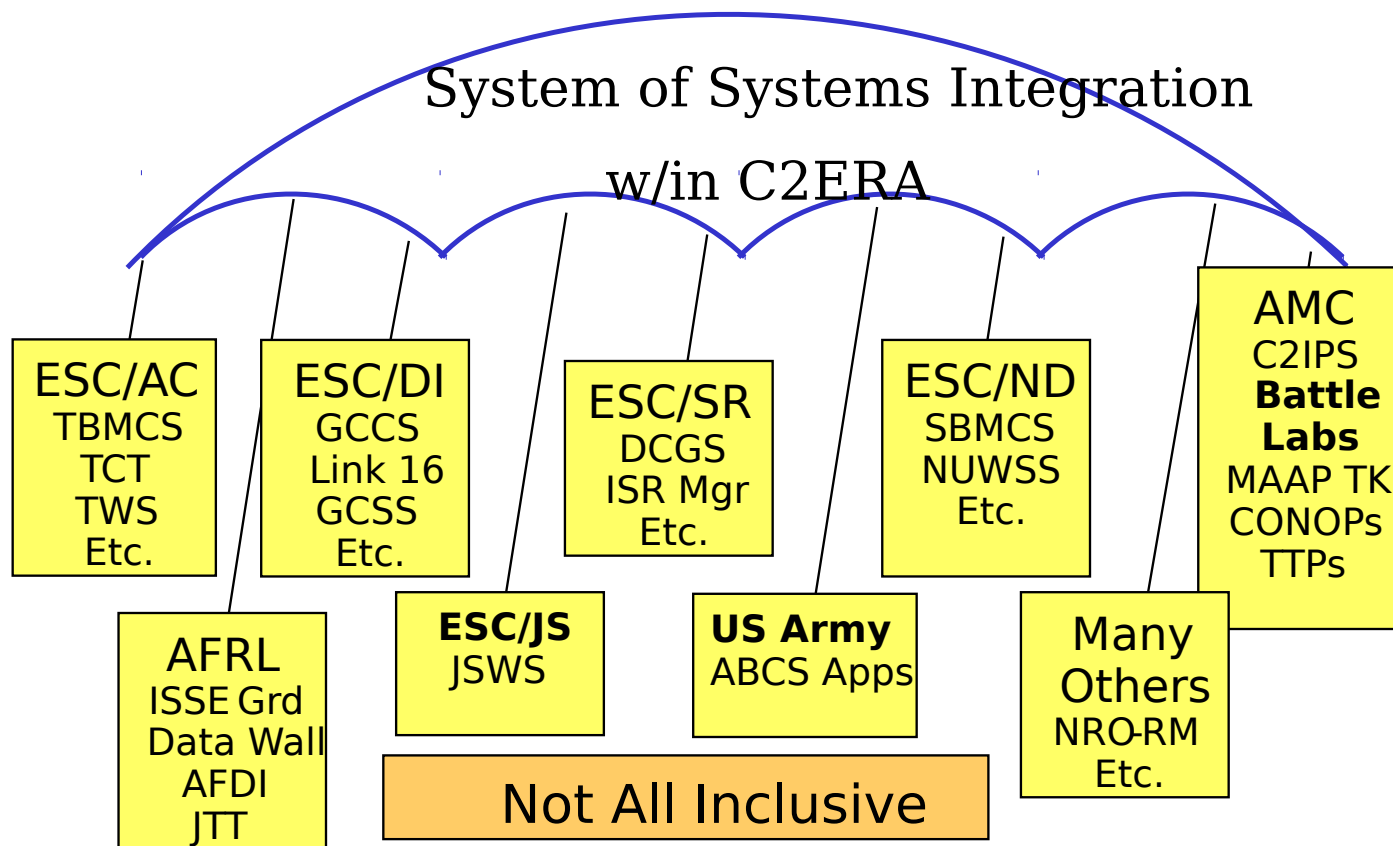 System of Systems Integration
w/in C2ERA
ESC/AC
TBMCS
TCT
TWS
Etc.
ESC/DI
GCCS
Link 16
GCSS
Etc.
ESC/SR
DCGS
ISR Mgr
Etc.
ESC/ND
SBMCS
NUWSS
Etc.
AMC
C2IPS
Battle
Labs
MAAP TK
CONOPs
TTPs
AFRL
ISSE Grd
Data Wall
AFDI
JTT
ESC/JS
JSWS
US Army
ABCS Apps
Many
Others
NRO-RM
Etc.
Not All Inclusive